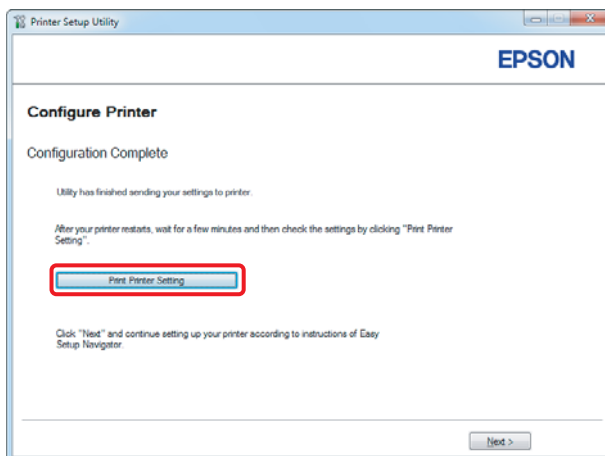 Printer Setup Utility
EPSON
Configure Printer
Configuration Complete
Utility has finished sending your settings to printer.
After your printer restarts, wait for a few minutes and then check the settings by clicking "Print Printer
Setting".
Print Printer Setting
Click "Next" and continue setting up your printer according to instructions of Easy
Setup Navigator.
Next >